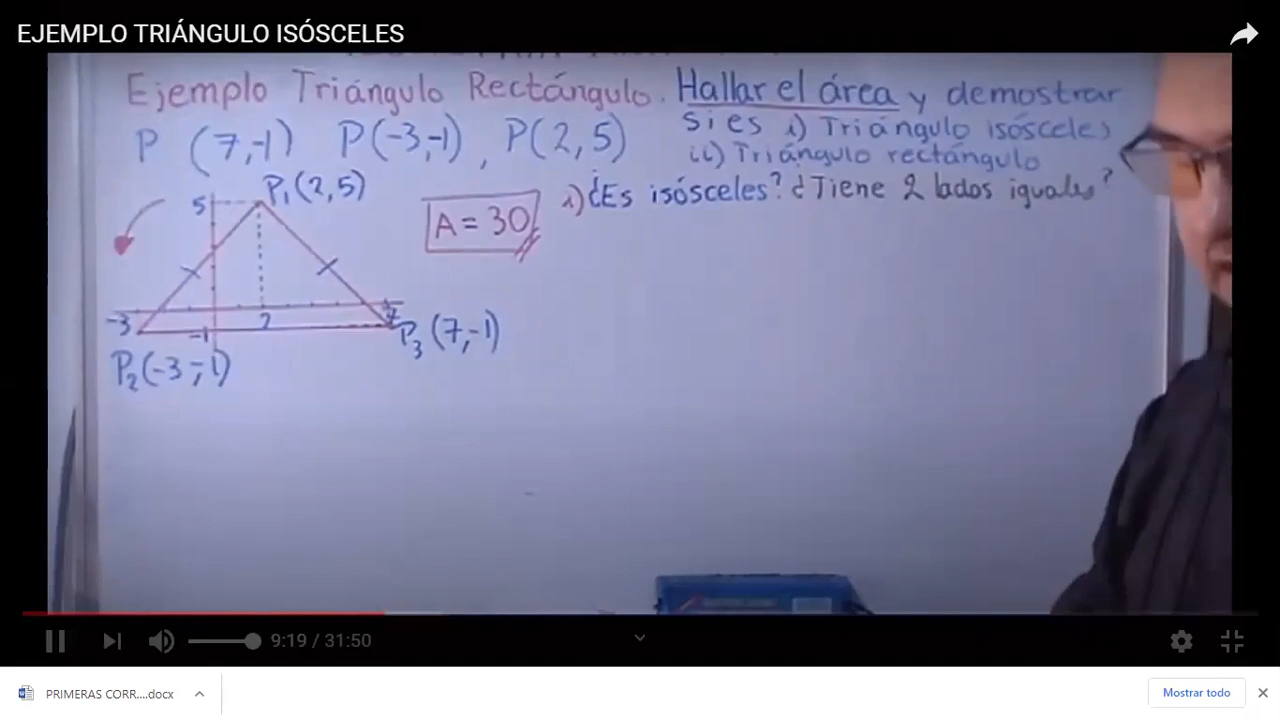 EJEMPLO TRIÁNGULO ISÓSCELES
Ejemplo Triángulo Rectángulo. Hallar el área y demostrar
si es i) Triángulo isósceles
P (7,-1) P(-3,-1), P(2,5)
ii) Triángulo rectángulo
P1(2,5)
i) ¿Es isósceles? ¿Tiene 2 lados iguales?
5
A = 30
-3
2
7
-1
P3 (7,-1)
P2(-3,-1)
9:19 / 31:50
PRIMERAS CORR....docx
Mostrar todo